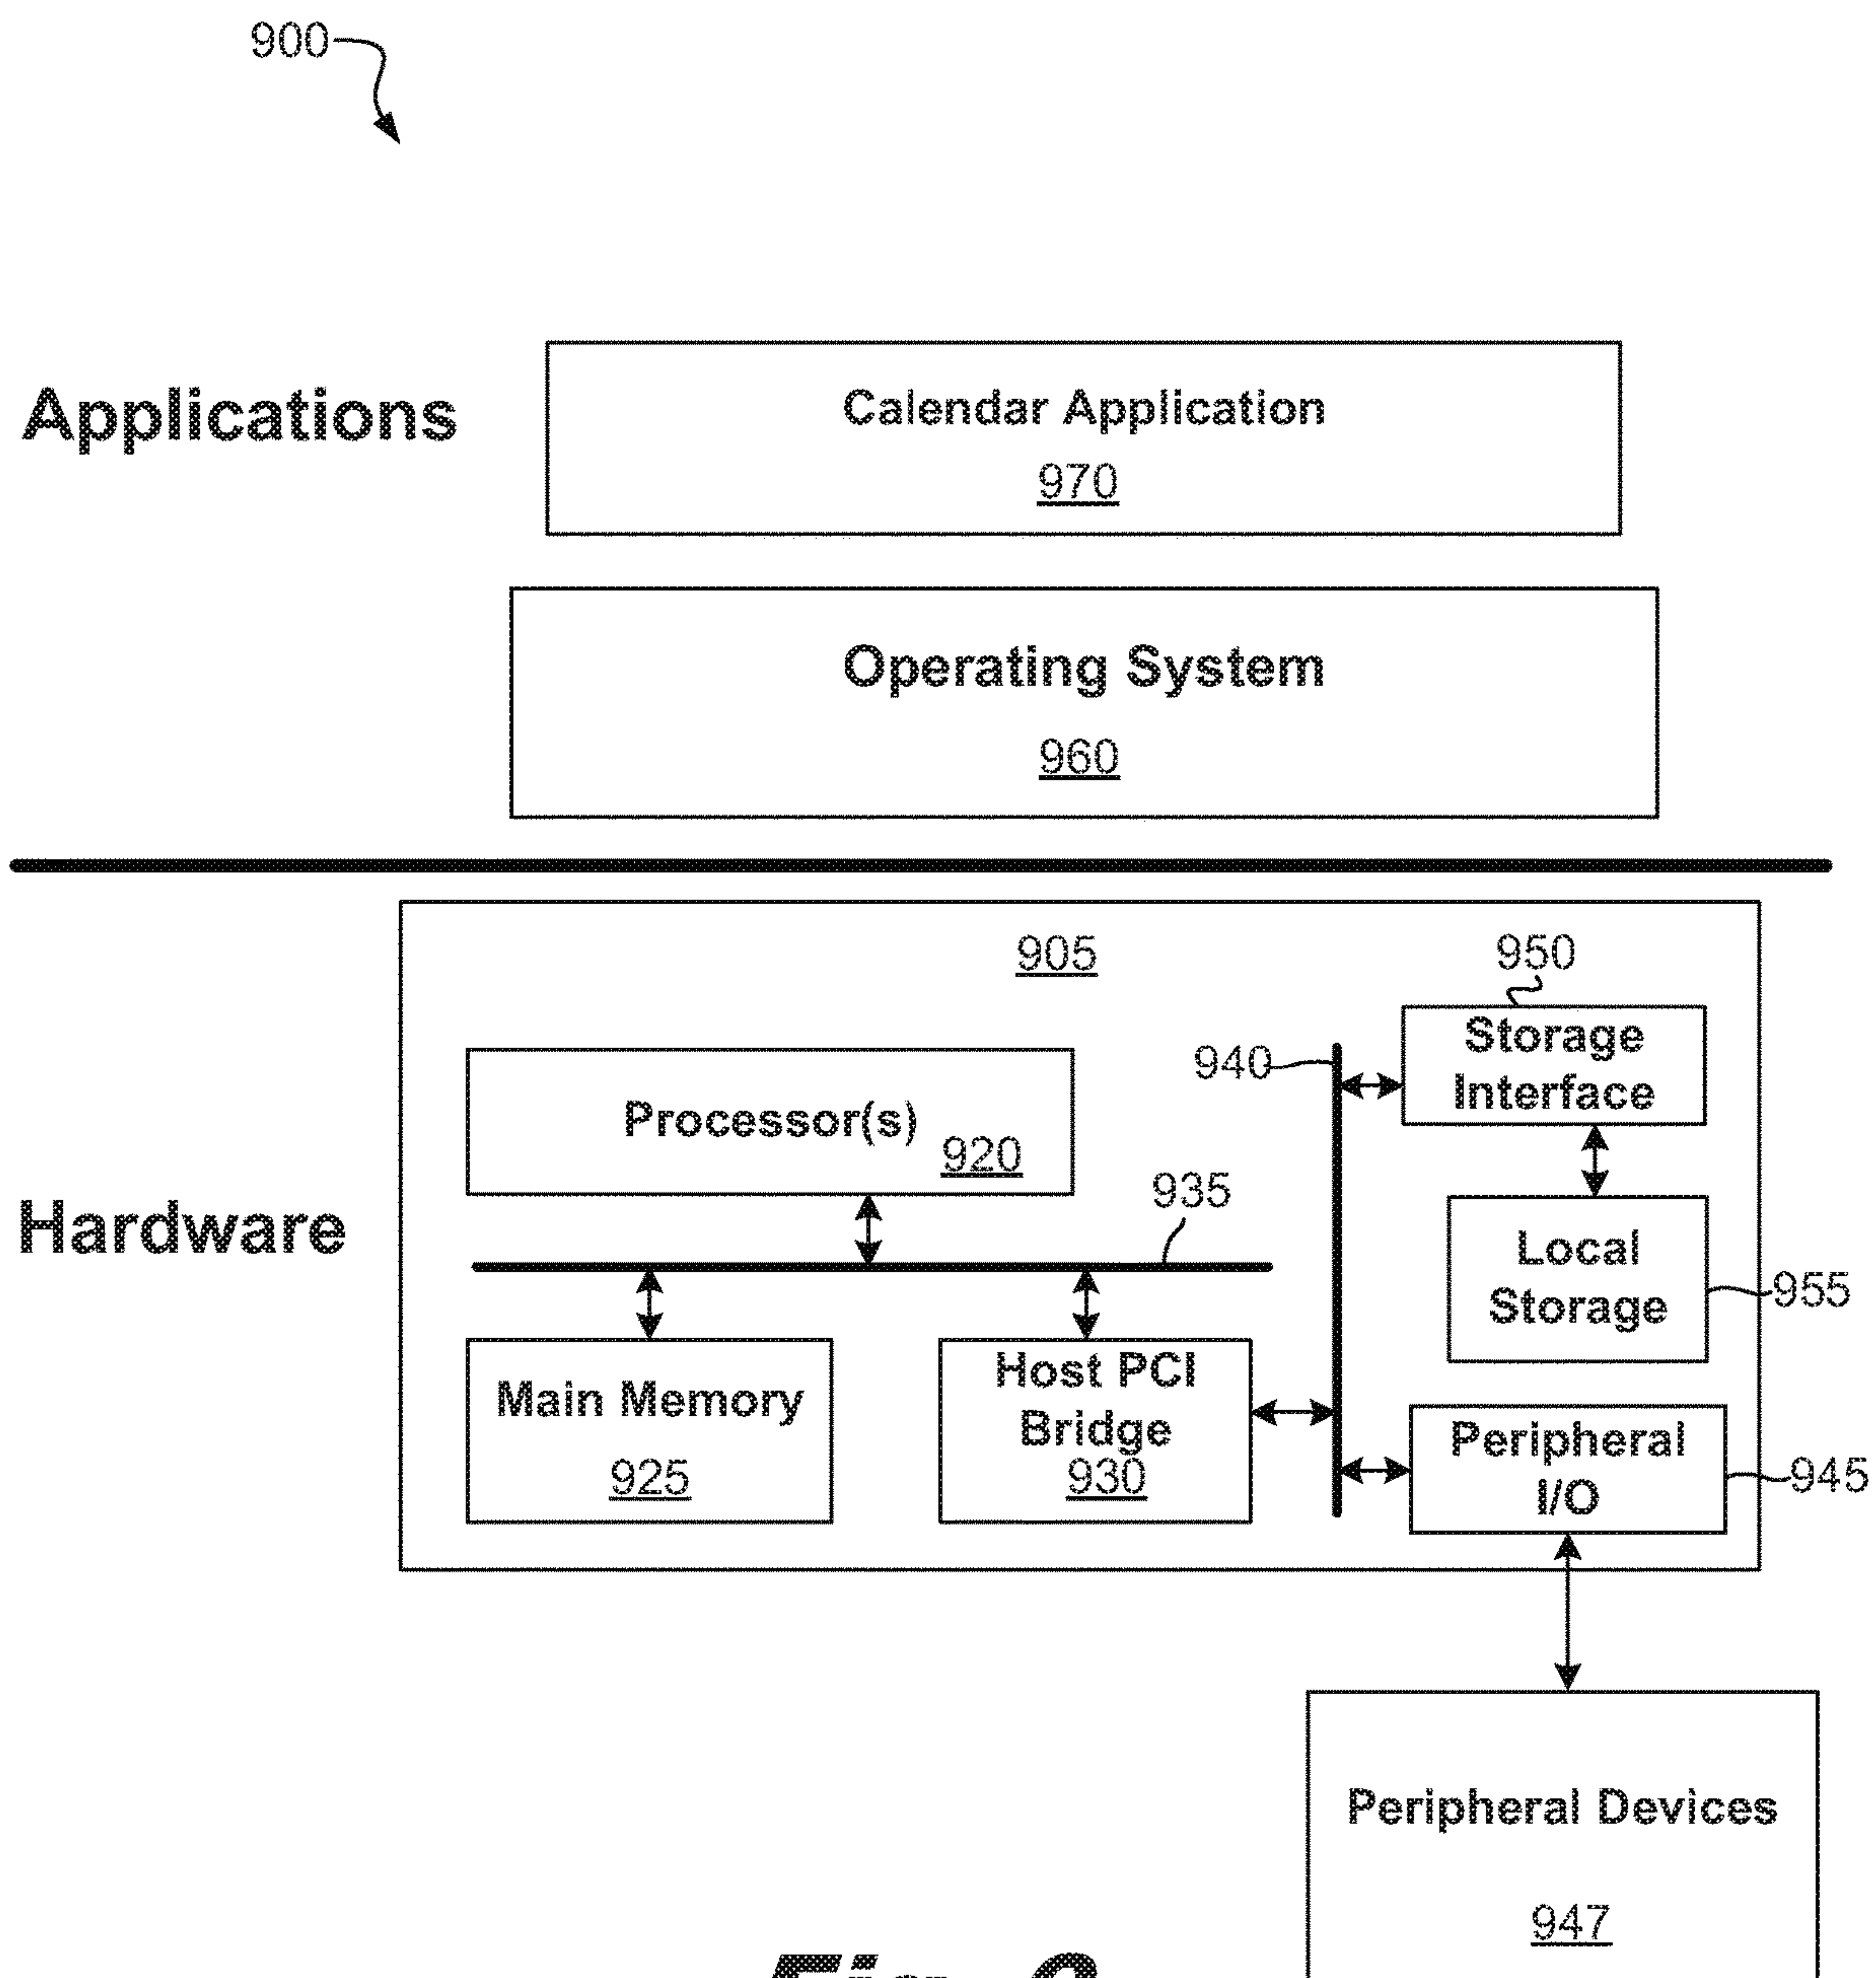 900
Applications
Calendar Application
970
Operating System
960
Hardware
905
950
Storage
Interface
940
Processor(s)
920
935
Local
Storage
955
Main Memory
925
Host PCI
Bridge
930
Peripheral
I/O
945
Peripheral Devices
947